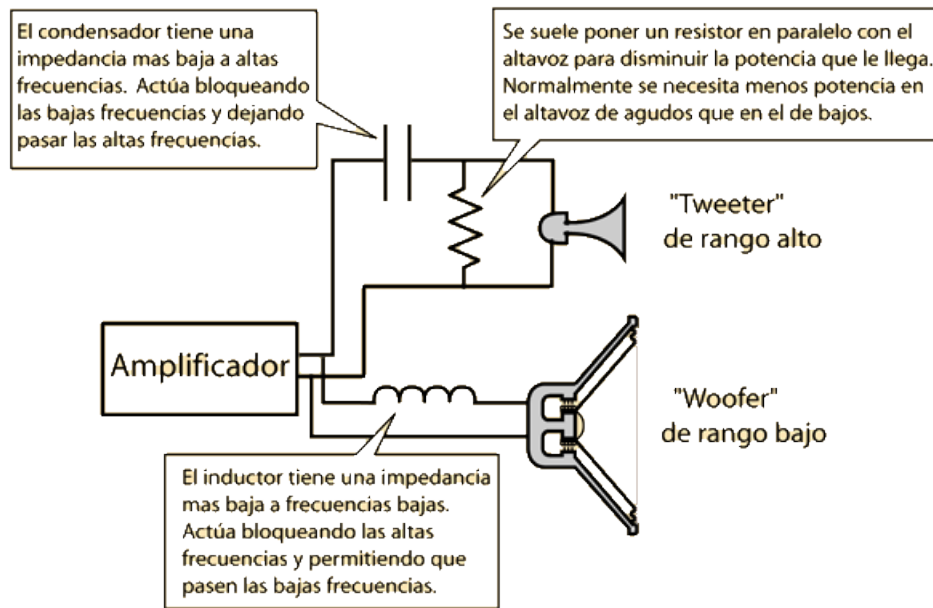 El condensador tiene una
impedancia mas baja a altas
frecuencias. Actúa bloqueando
las bajas frecuencias y dejando
pasar las altas frecuencias.
Se suele poner un resistor en paralelo con el
altavoz para disminuir la potencia que le llega.
Normalmente se necesita menos potencia en
el altavoz de agudos que en el de bajos.
"Tweeter"
de rango alto
Amplificador
"Woofer"
de rango bajo
El inductor tiene una impedancia
mas baja a frecuencias bajas.
Actúa bloqueando las altas
frecuencias y permitiendo que
pasen las bajas frecuencias.